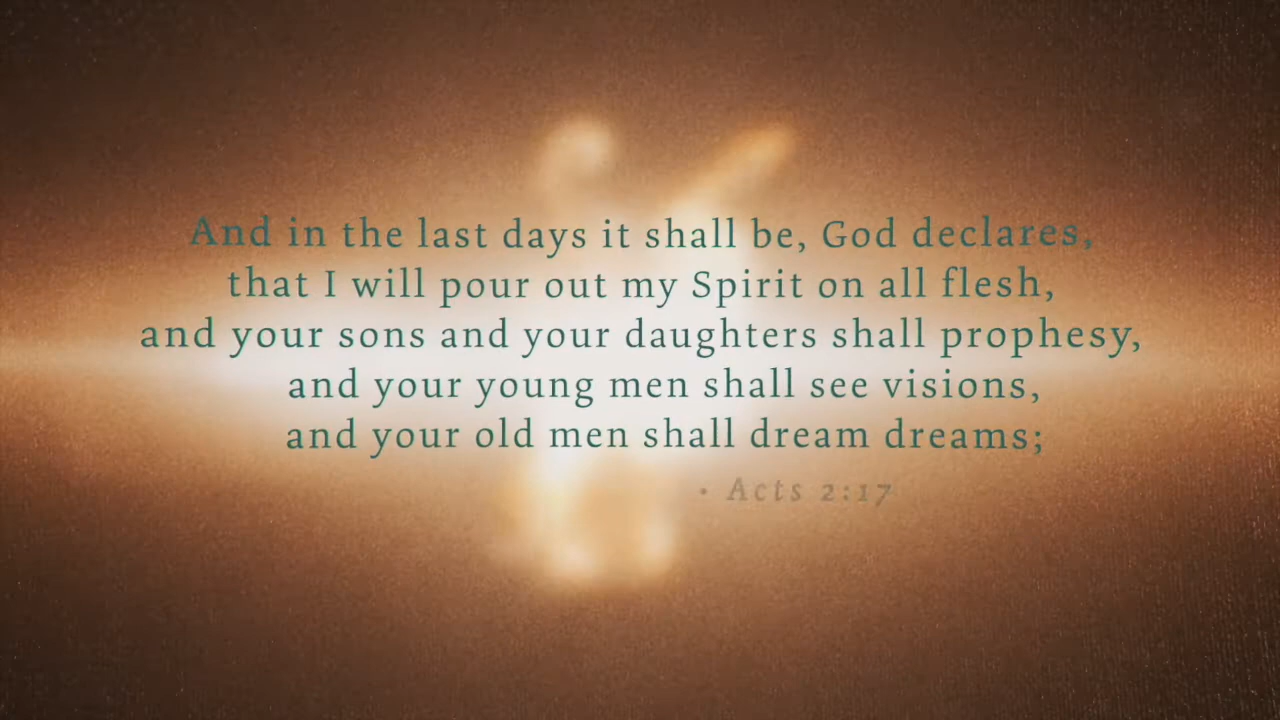 And in the last days it shall be, God declares,
that I will pour out my Spirit on all flesh,
and your sons and your daughters shall prophesy,
and your young men shall see visions,
and your old men shall dream dreams;
• Acts 2:17